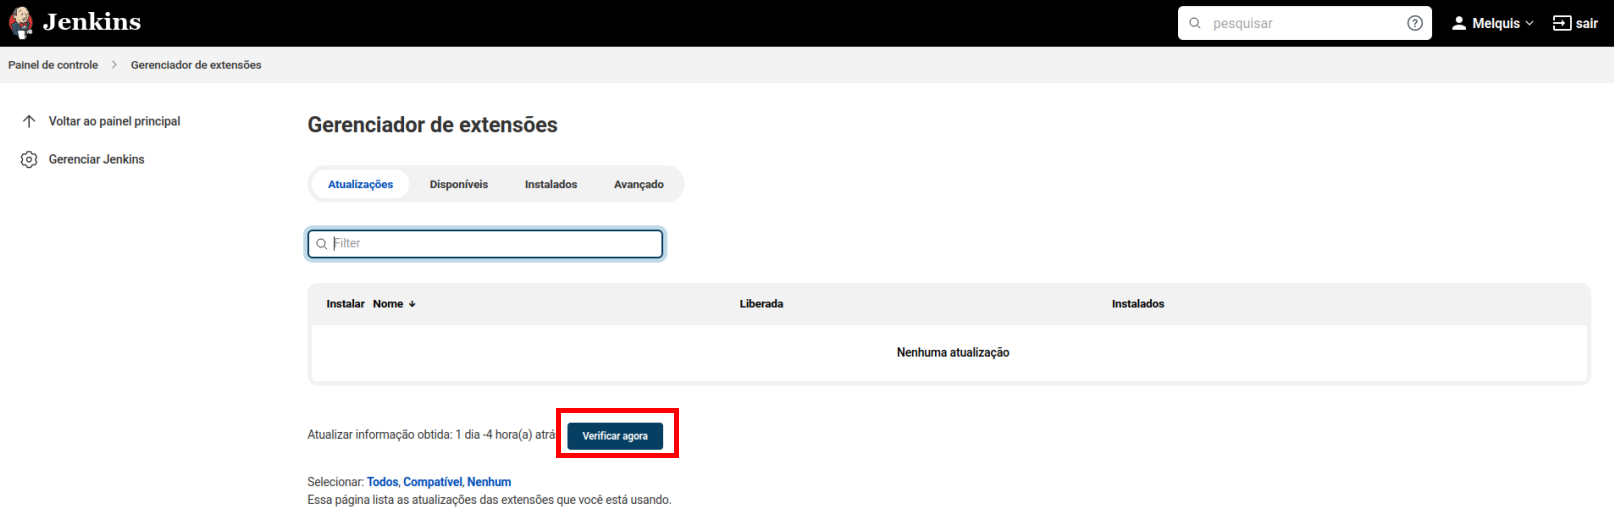 Jenkins
pesquisar
Melquis
sair
Painel de controle
Gerenciador de extensões
Voltar ao painel principal
Gerenciar Jenkins
Gerenciador de extensões
Atualizações Disponíveis Instalados Avançado
Filter
Instalar Nome ↓ Liberada Instalados
Nenhuma atualização
Atualizar informação obtida: 1 dia -4 hora(a) atrá
Verificar agora
Selecionar: Todos, Compatível, Nenhum
Essa página lista as atualizações das extensões que você está usando.